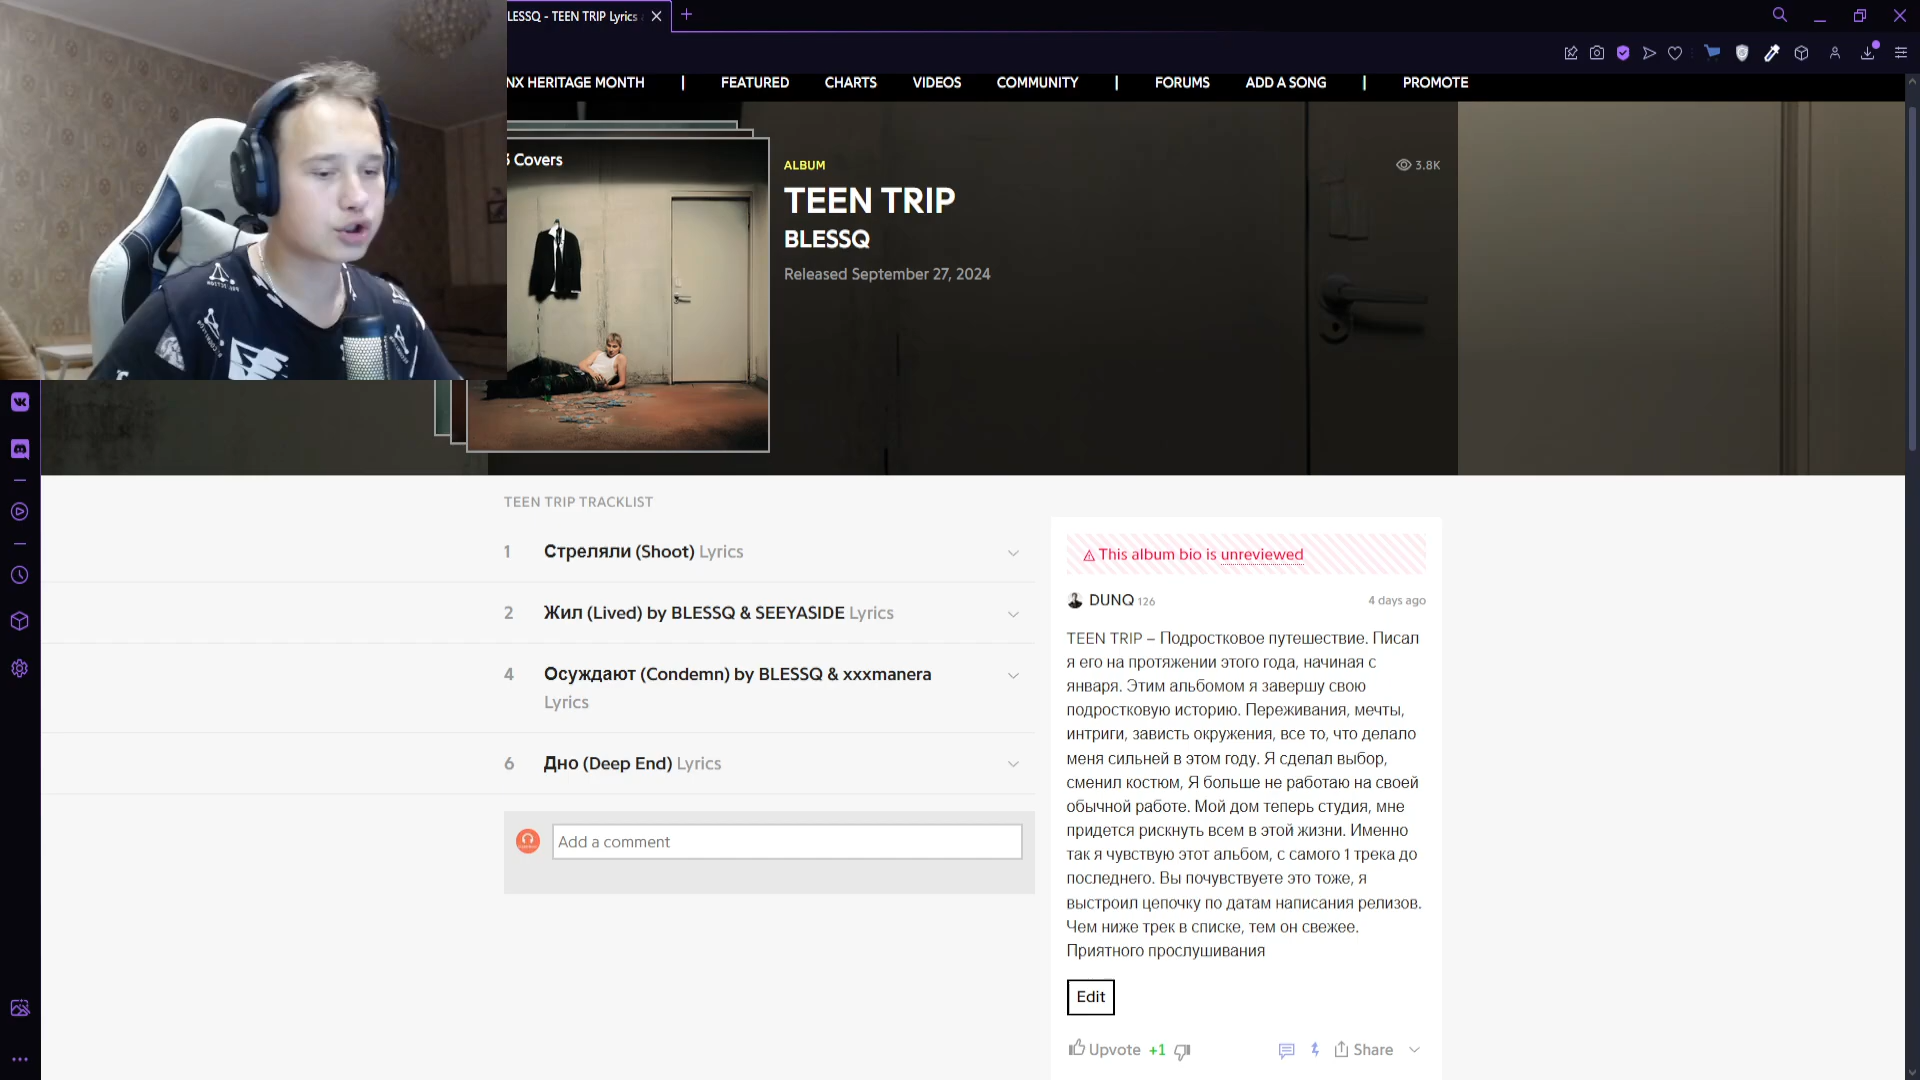 LESSQ - TEEN TRIP Lyrics
NX HERITAGE MONTH | FEATURED CHARTS VIDEOS COMMUNITY | FORUMS ADD A SONG | PROMOTE
3 Covers
ALBUM
3.8K
TEEN TRIP
BLESSQ
Released September 27, 2024
TEEN TRIP TRACKLIST
1 Стреляли (Shoot) Lyrics
2 Жил (Lived) by BLESSQ & SEEYASIDE Lyrics
4 Осуждают (Condemn) by BLESSQ & xxxmanera
Lyrics
6 Дно (Deep End) Lyrics
Add a comment
This album bio is unreviewed
DUNQ 126
4 days ago
TEEN TRIP – Подростковое путешествие. Писал
я его на протяжении этого года, начиная с
января. Этим альбомом я завершу свою
подростковую историю. Переживания, мечты,
интриги, зависть окружения, все то, что делало
меня сильней в этом году. Я сделал выбор,
сменил костюм, Я больше не работаю на своей
обычной работе. Мой дом теперь студия, мне
придется рискнуть всем в этой жизни. Именно
так я чувствую этот альбом, с самого 1 трека до
последнего. Вы почувствуете это тоже, я
выстроил цепочку по датам написания релизов.
Чем ниже трек в списке, тем он свежее.
Приятного прослушивания
Edit
Upvote +1
Share